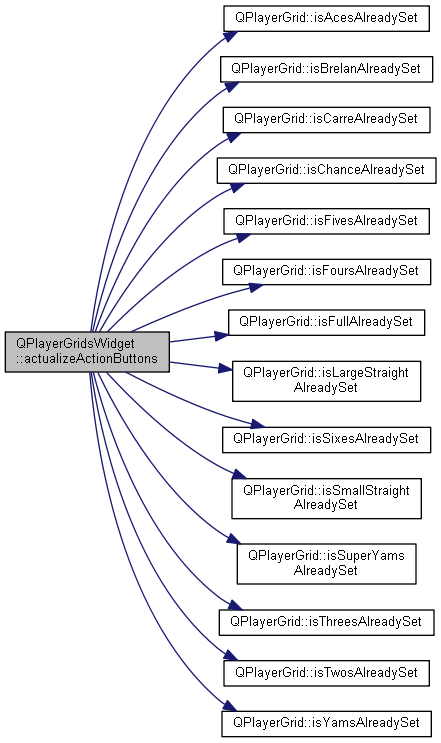 QPlayerGrid::isAcesAlreadySet
QPlayerGrid::isBrelanAlreadySet
QPlayerGrid::isCarreAlreadySet
QPlayerGrid::isChanceAlreadySet
QPlayerGrid::isFivesAlreadySet
QPlayerGrid::isFoursAlreadySet
QPlayerGrid::isFullAlreadySet
QPlayerGridsWidget
::actualizeActionButtons
QPlayerGrid::isLargeStraight
AlreadySet
QPlayerGrid::isSixesAlreadySet
QPlayerGrid::isSmallStraight
AlreadySet
QPlayerGrid::isSuperYams
AlreadySet
QPlayerGrid::isThreesAlreadySet
QPlayerGrid::isTwosAlreadySet
QPlayerGrid::isYamsAlreadySet